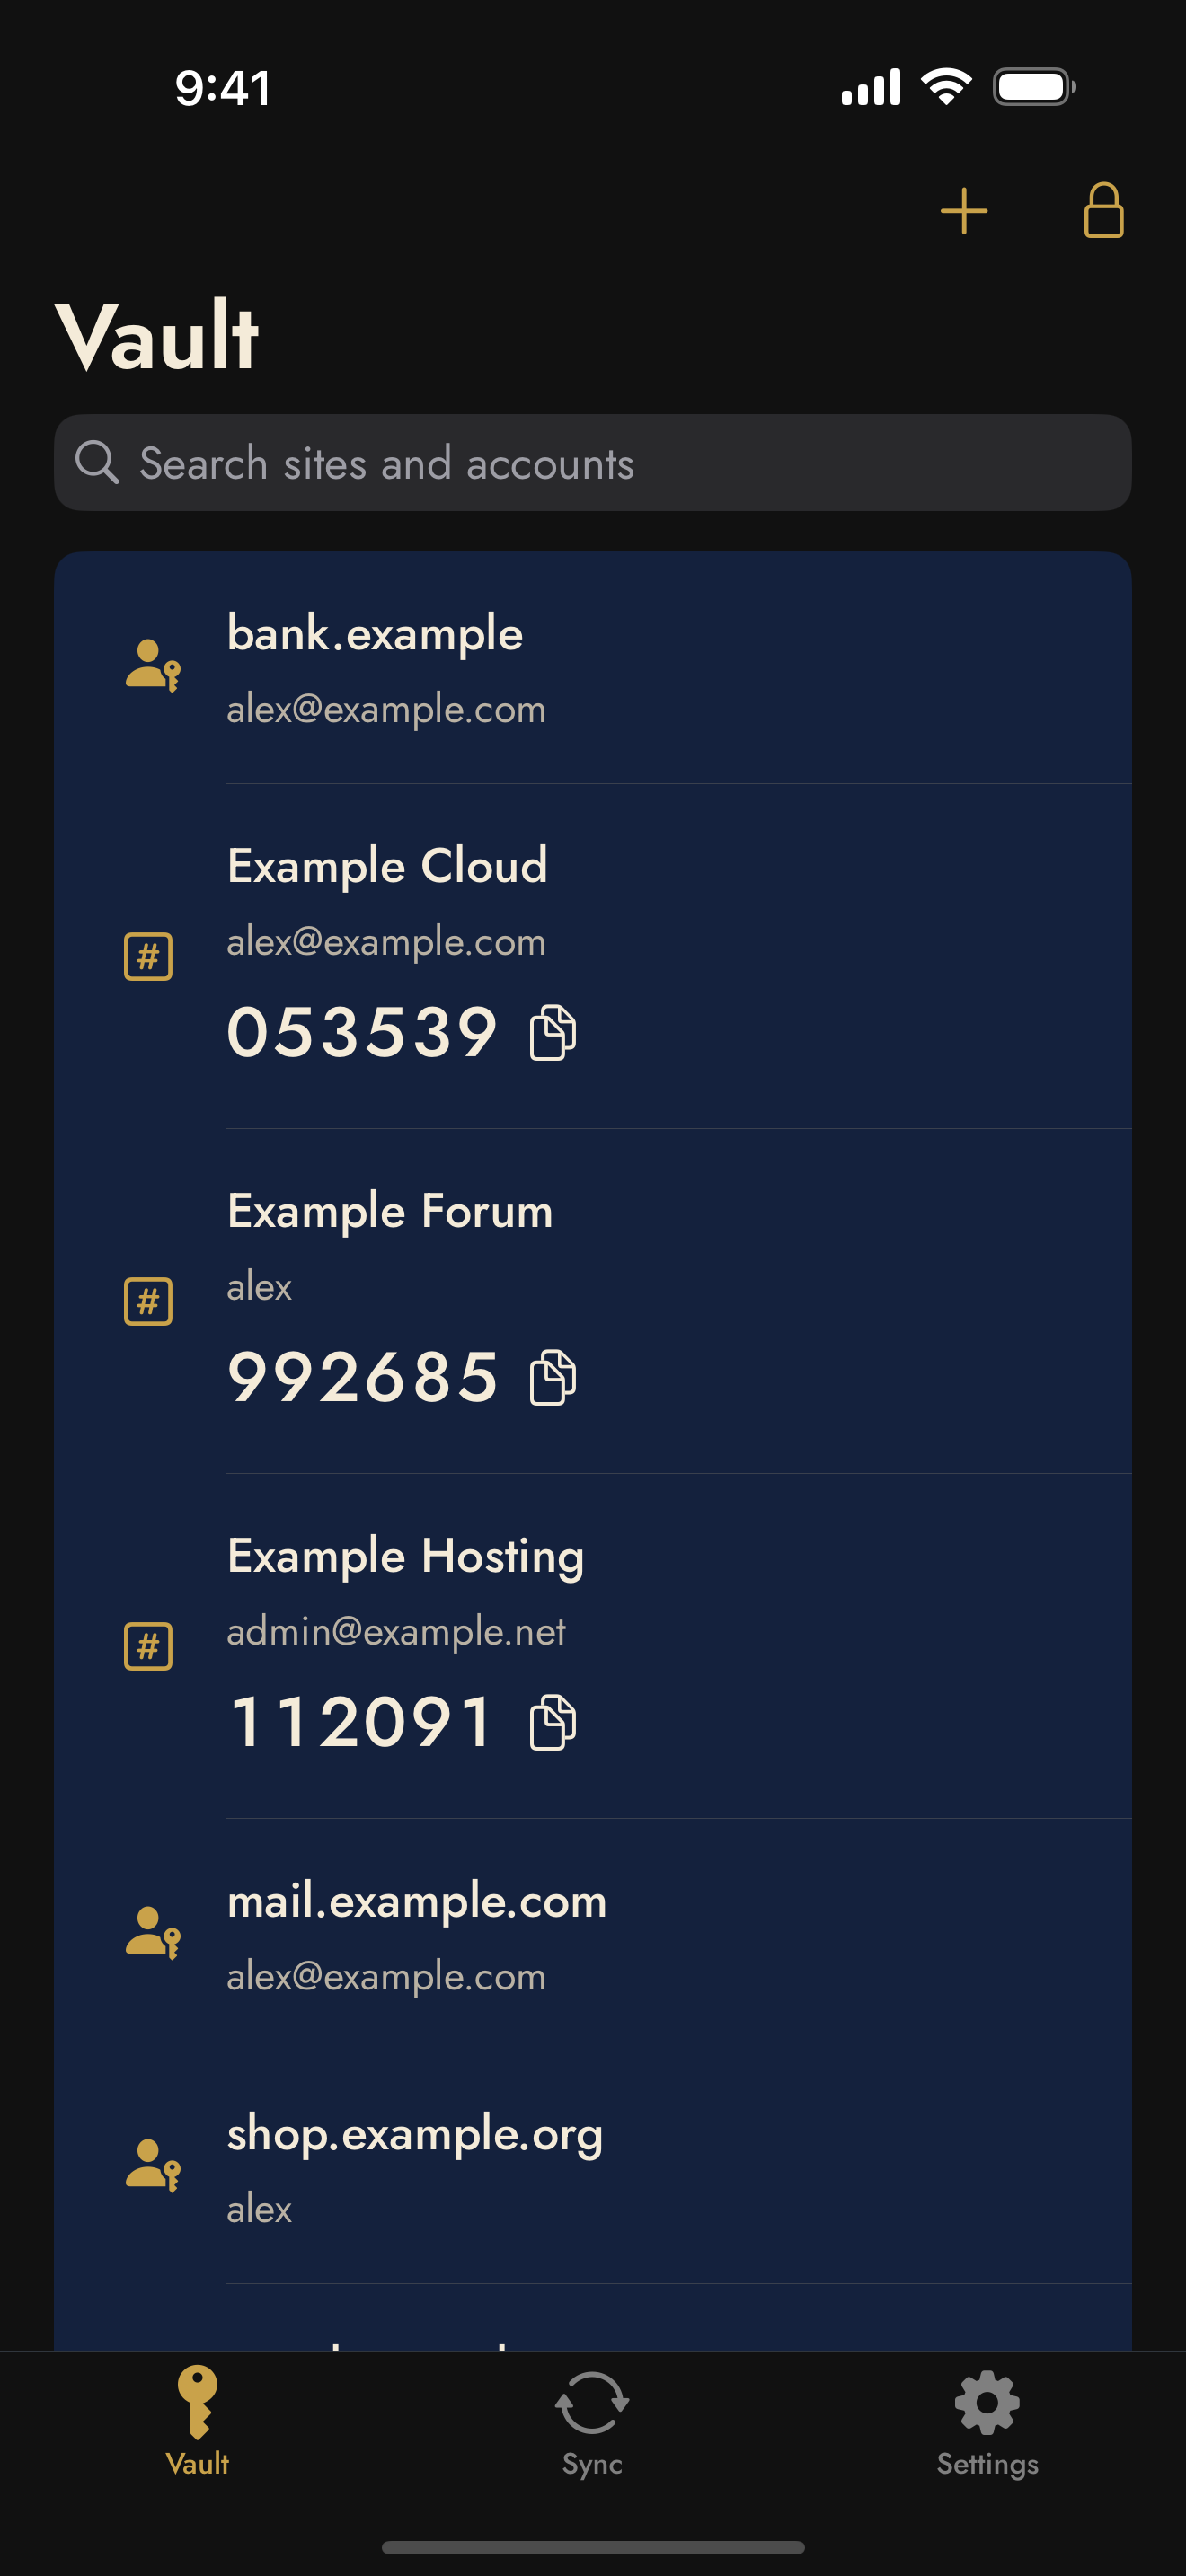 9:41
Vault
Search sites and accounts
bank.example
alex@example.com
Example Cloud
alex@example.com
053539
Example Forum
alex
992685
Example Hosting
admin@example.net
112091
mail.example.com
alex@example.com
shop.example.org
alex
Vault
Sync
Settings